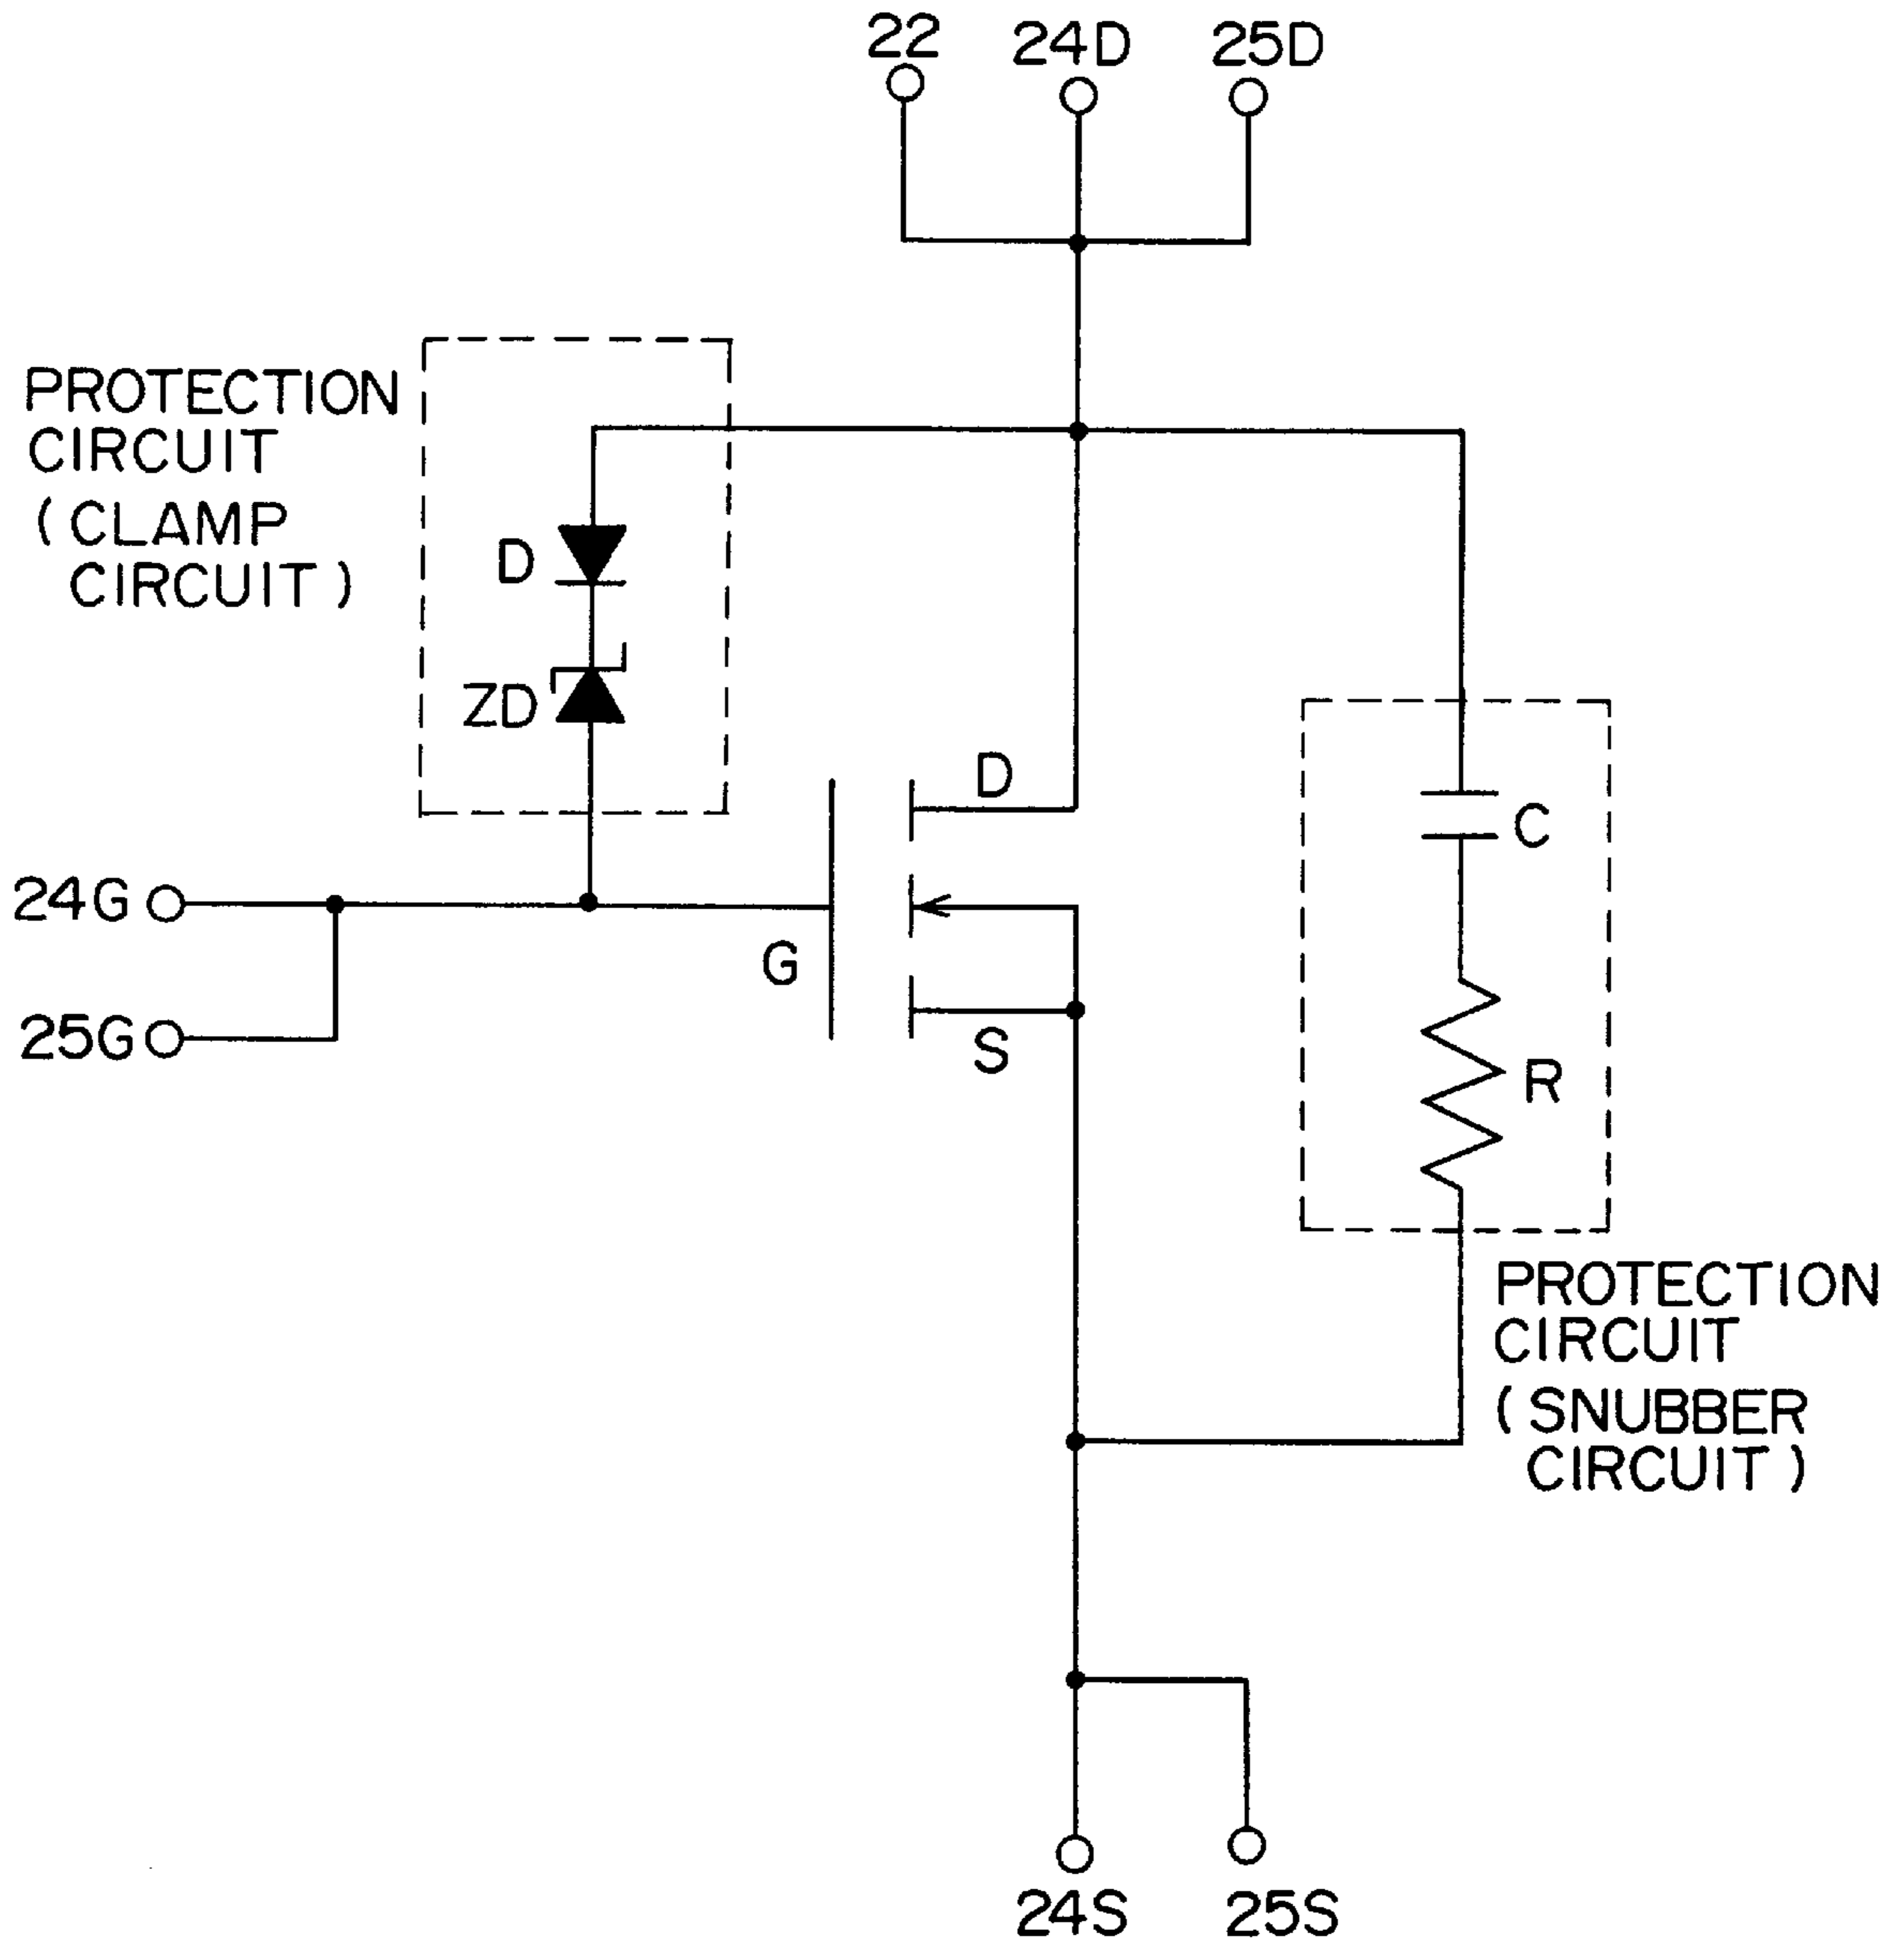 22 24D 25D
PROTECTION
CIRCUIT
(CLAMP
CIRCUIT)
D
ZD
D
C
24G
G
25G
S
R
PROTECTION
CIRCUIT
(SNUBBER
CIRCUIT)
24S 25S